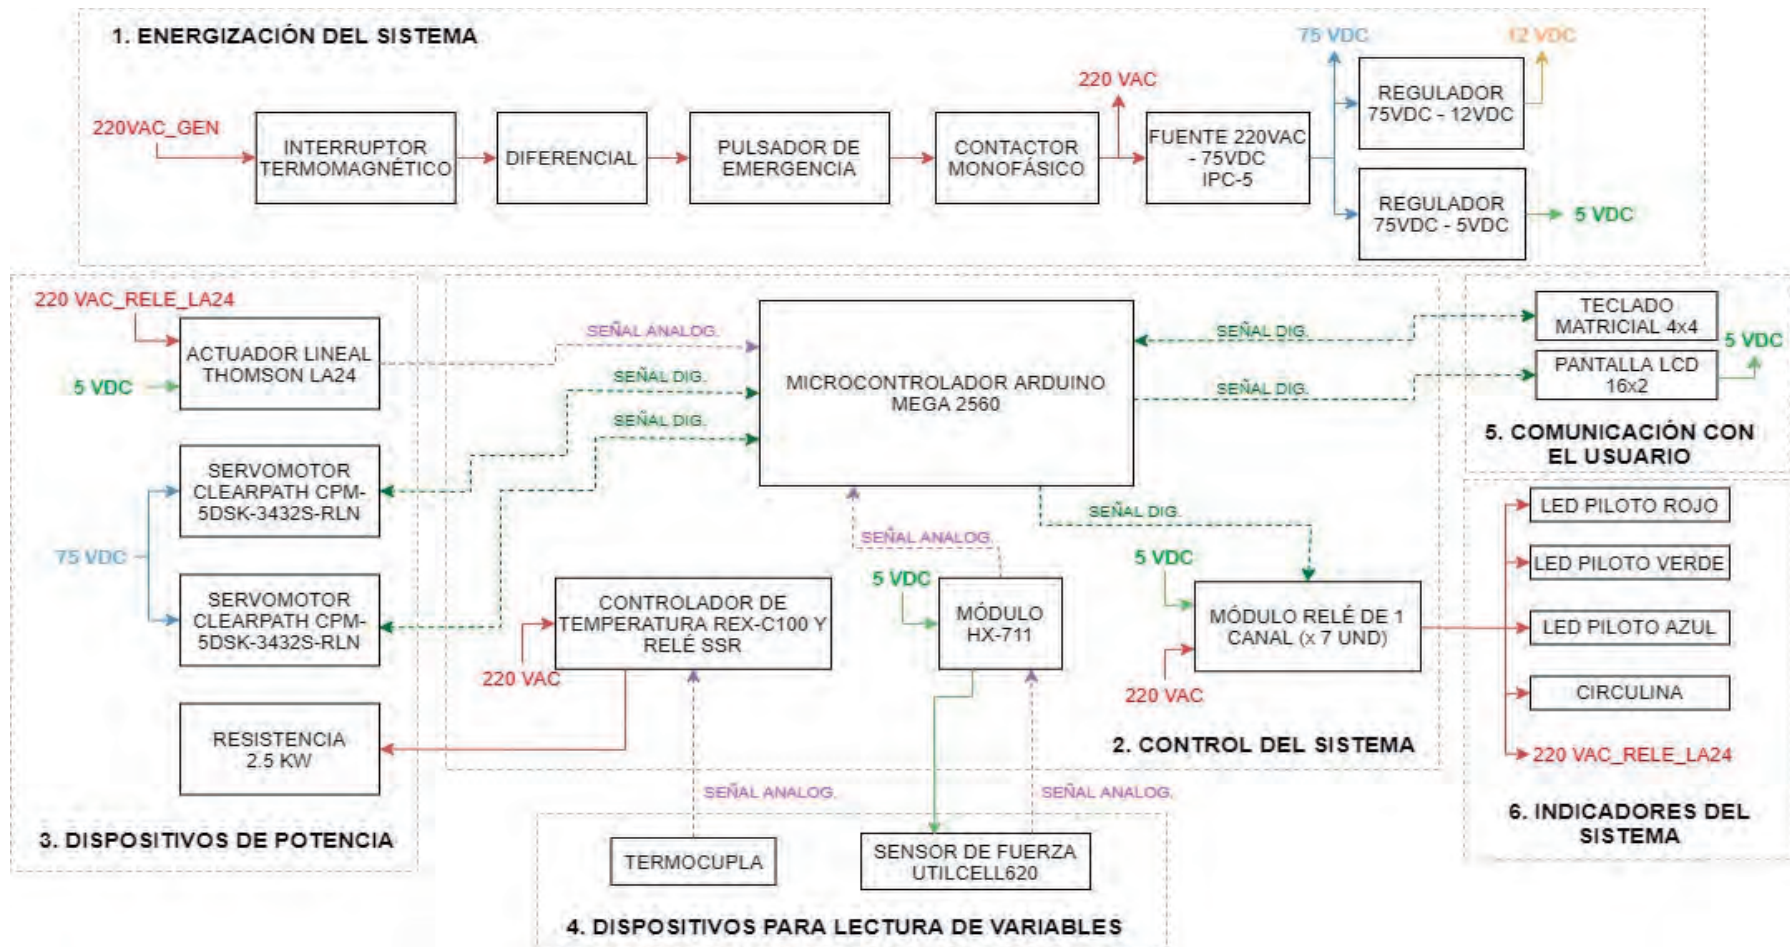 1. ENERGIZACIÓN DEL SISTEMA
75 VDC
12 VDC
220 VAC
220VAC_GEN
INTERRUPTOR
TERMOMAGNÉTICO
DIFERENCIAL
PULSADOR DE
EMERGENCIA
CONTACTOR
MONOFÁSICO
FUENTE 220VAC
- 75VDC
IPC-5
REGULADOR
75VDC - 12VDC
REGULADOR
75VDC - 5VDC
5 VDC
220 VAC_RELE_LA24
ACTUADOR LINEAL
THOMSON LA24
5 VDC
SERVOMOTOR
CLEARPATH CPM-
5DSK-3432S-RLN
75 VDC
SERVOMOTOR
CLEARPATH CPM-
5DSK-3432S-RLN
RESISTENCIA
2.5 KW
3. DISPOSITIVOS DE POTENCIA
SEÑAL ANALOG.
SEÑAL DIG.
SEÑAL DIG.
MICROCONTROLADOR ARDUINO
MEGA 2560
SEÑAL DIG.
SEÑAL DIG.
SEÑAL DIG.
SEÑAL ANALOG.
5 VDC
5 VDC
CONTROLADOR DE
TEMPERATURA REX-C100 Y
RELÉ SSR
220 VAC
MÓDULO
HX-711
MÓDULO RELÉ DE 1
CANAL (x 7 UND)
220 VAC
2. CONTROL DEL SISTEMA
SEÑAL ANALOG.
SEÑAL ANALOG.
TERMOCUPLA
SENSOR DE FUERZA
UTILCELL620
4. DISPOSITIVOS PARA LECTURA DE VARIABLES
TECLADO
MATRICIAL 4x4
5 VDC
PANTALLA LCD
16x2
5. COMUNICACIÓN CON
EL USUARIO
LED PILOTO ROJO
LED PILOTO VERDE
LED PILOTO AZUL
CIRCULINA
220 VAC_RELE_LA24
6. INDICADORES DEL
SISTEMA